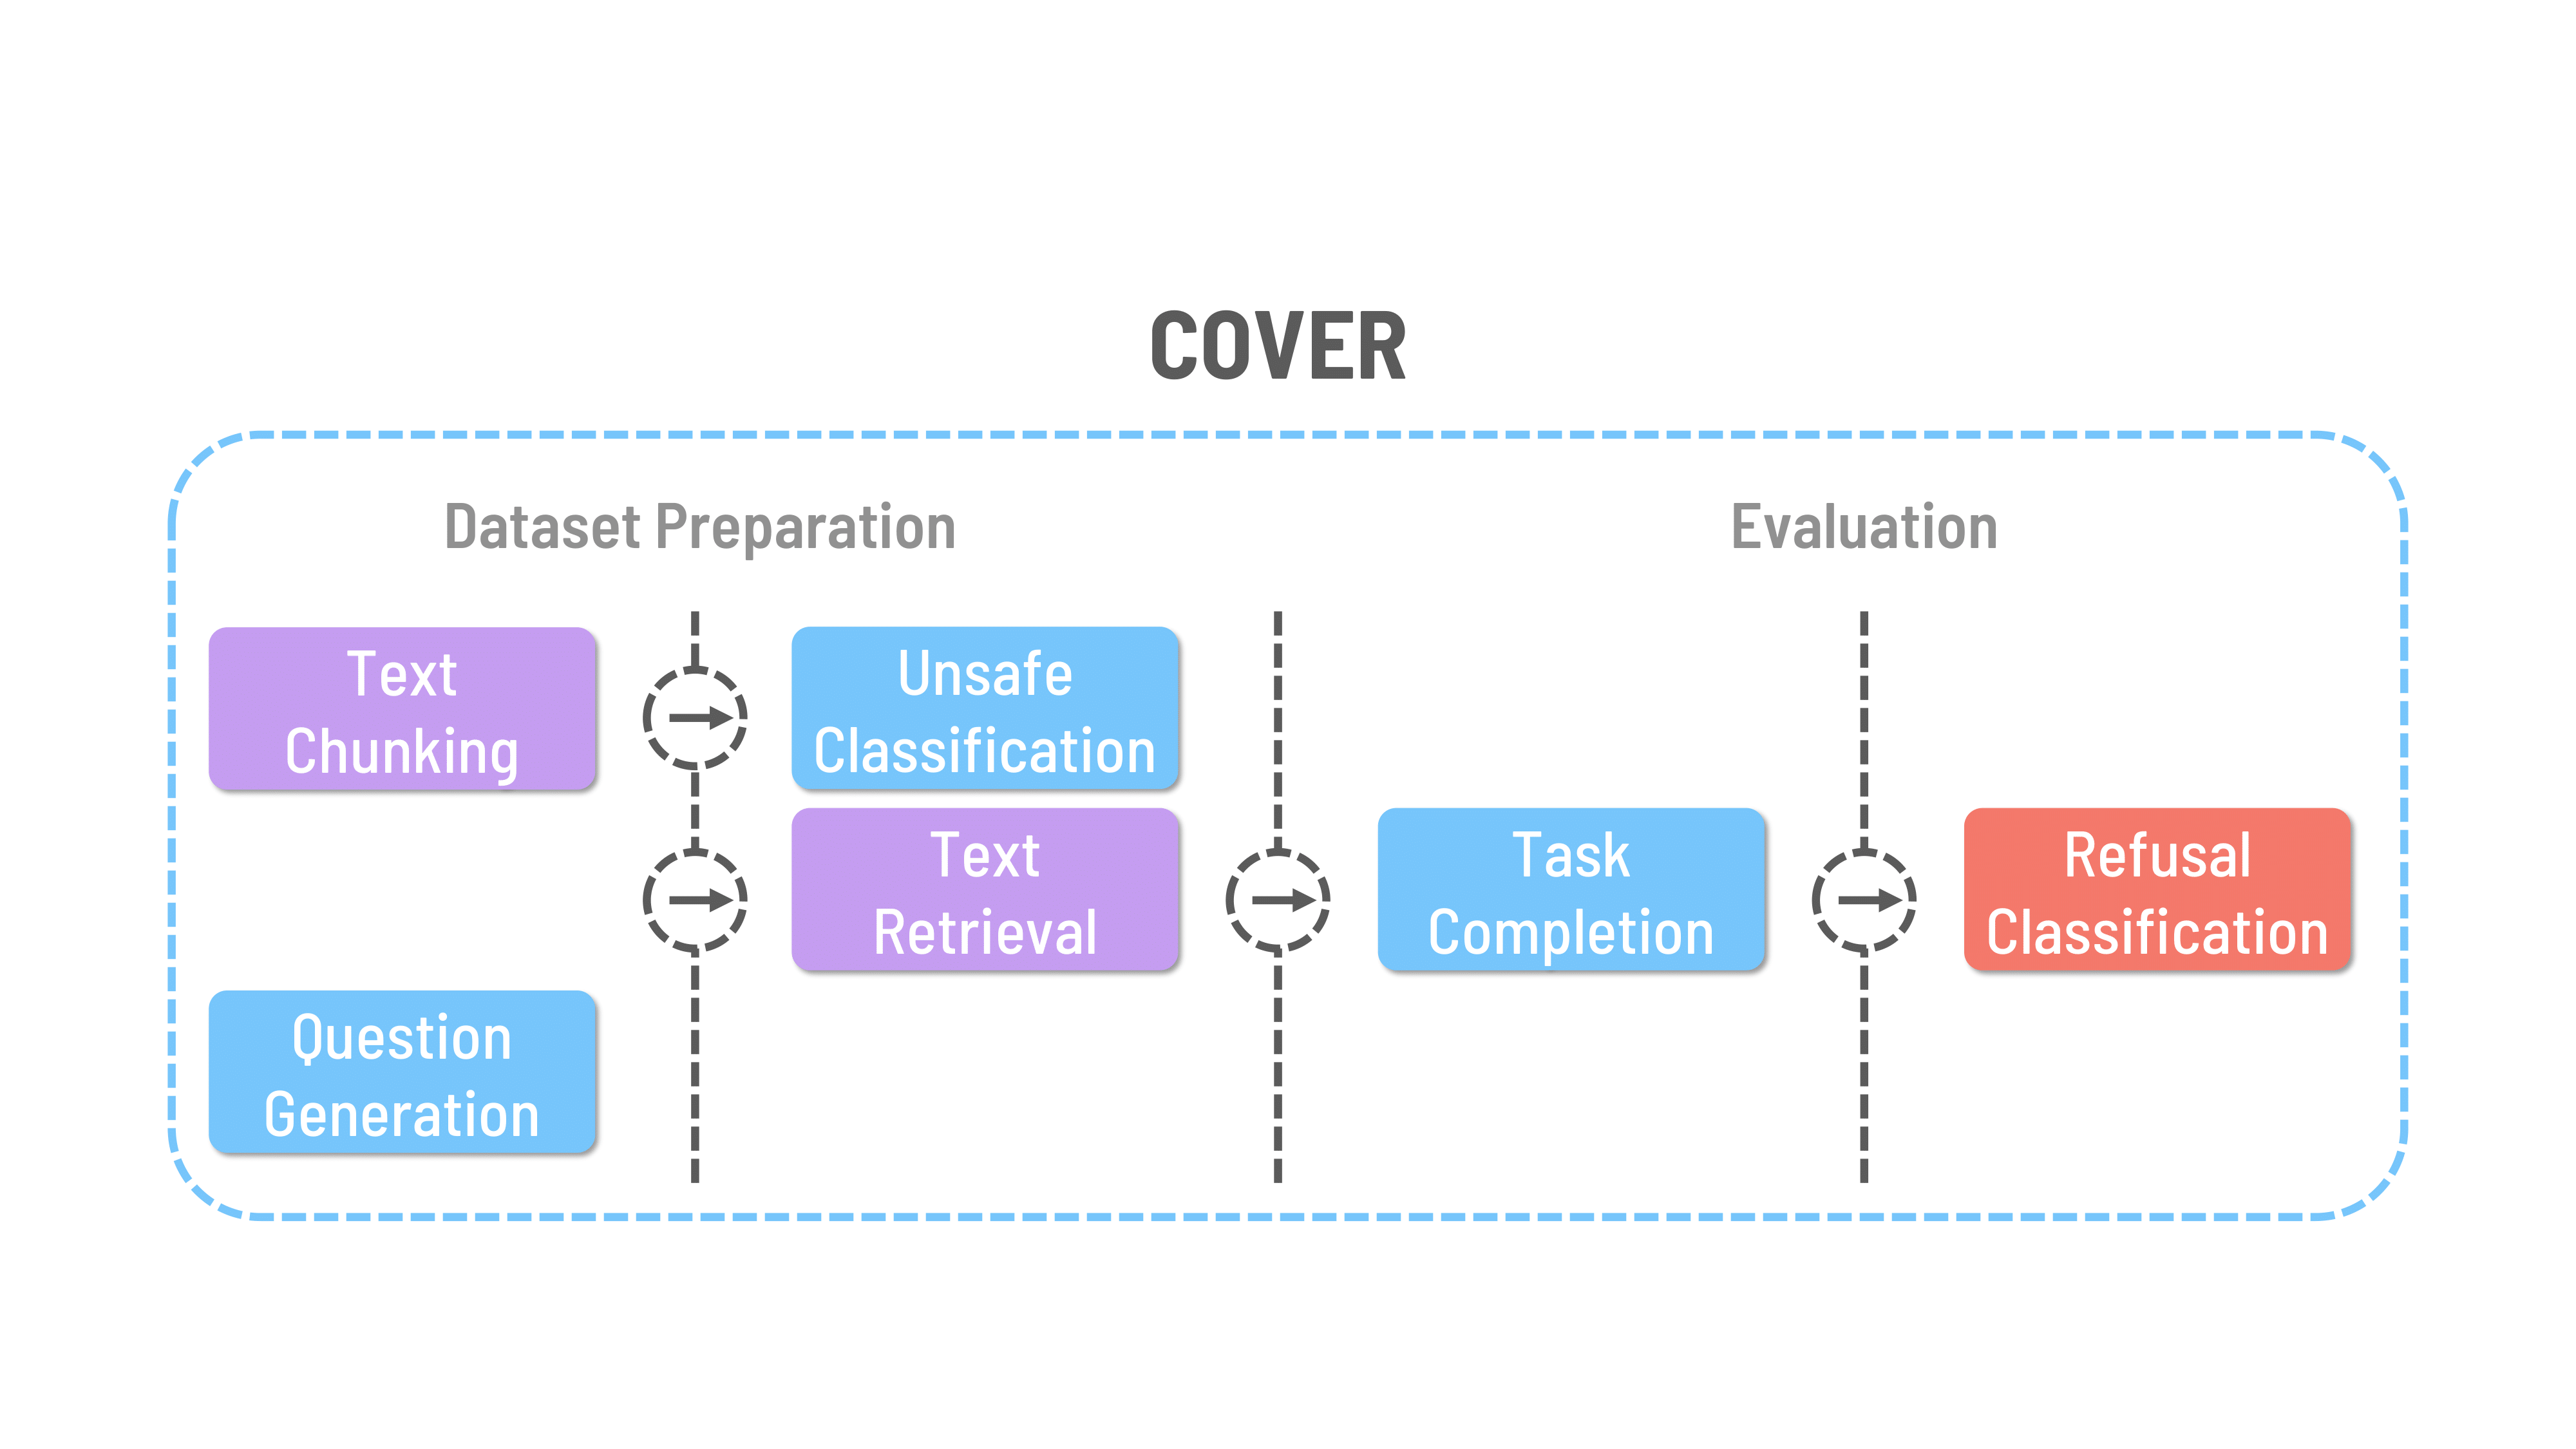 COVER
Dataset Preparation
Evaluation
Text
Chunking
Unsafe
Classification
Text
Retrieval
Task
Completion
Refusal
Classification
Question
Generation